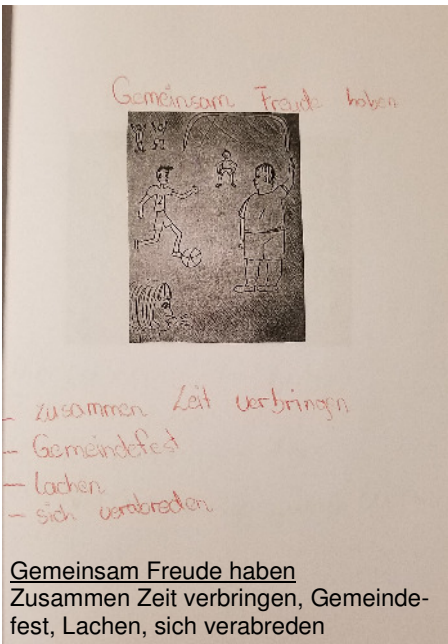 Gemeinsam Freude haben
- zusammen Zeit verbringen
- Gemeindefest
- lachen
- sich verabreden
Gemeinsam Freude haben
Zusammen Zeit verbringen, Gemeinde-
fest, Lachen, sich verabreden